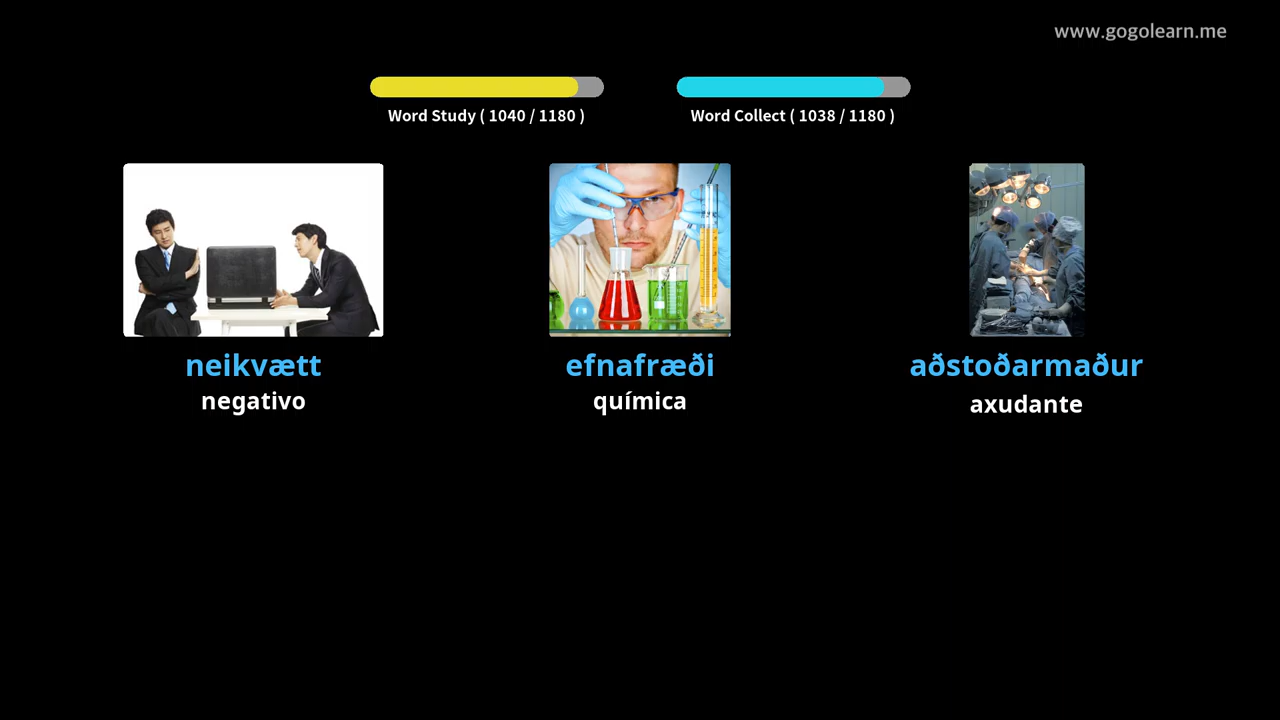 www.gogolearn.me
Word Study ( 1040 / 1180 )
Word Collect ( 1038 / 1180 )
neikvætt
negativo
efnafræði
química
aðstoðarmaður
axudante